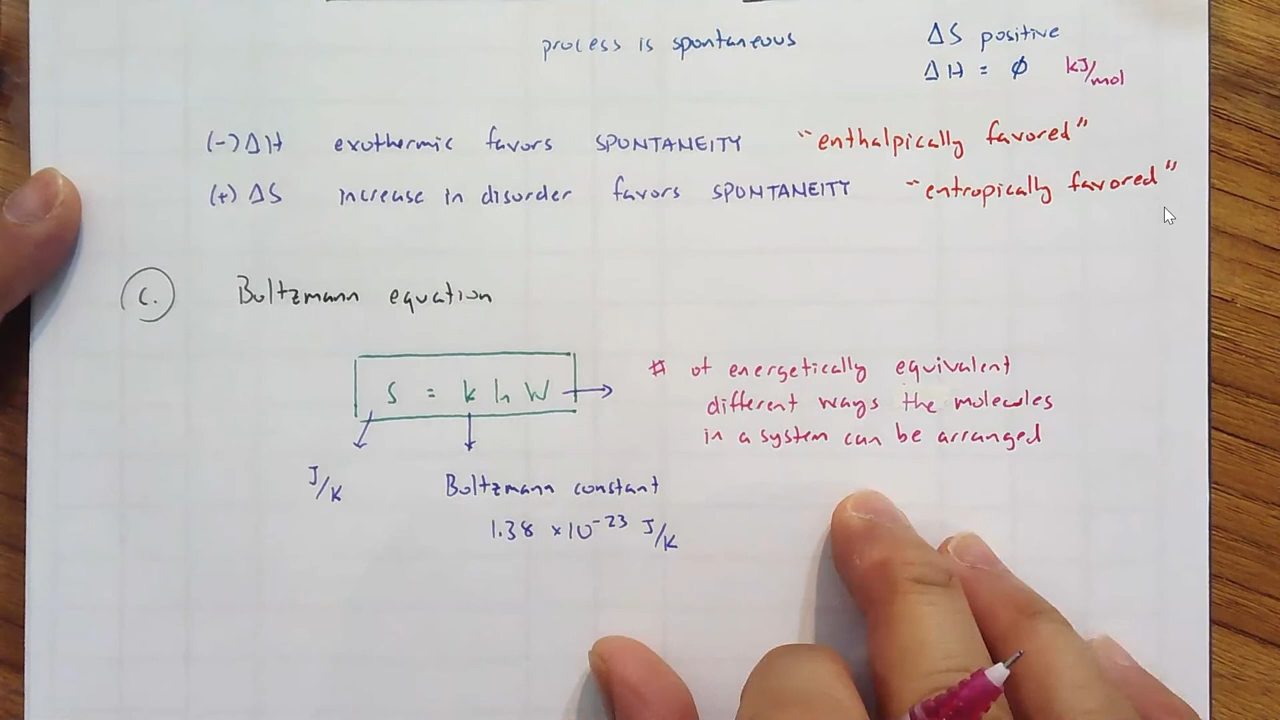 process is spontaneous
ΔS positive
ΔH = ϕ kJ/mol
(-) ΔH exothermic favors SPONTANEITY "enthalpically favored"
(+) ΔS increase in disorder favors SPONTANEITY "entropically favored"
C. Boltzmann equation
S = k ln W
# of energetically equivalent
different ways the molecules
in a system can be arranged
J/K
Boltzmann constant
1.38 ×10⁻²³ J/K